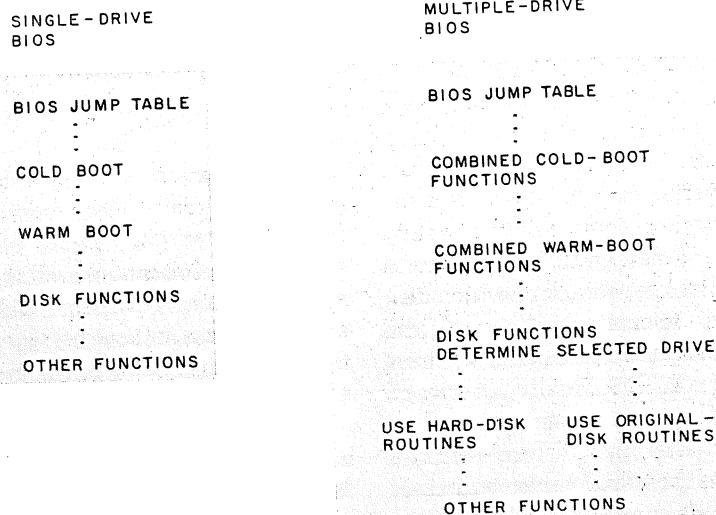 SINGLE-DRIVE
BIOS
BIOS JUMP TABLE
COLD BOOT
WARM BOOT
DISK FUNCTIONS
OTHER FUNCTIONS
MULTIPLE-DRIVE
BIOS
BIOS JUMP TABLE
COMBINED COLD-BOOT
FUNCTIONS
COMBINED WARM-BOOT
FUNCTIONS
DISK FUNCTIONS
DETERMINE SELECTED DRIVE
USE HARD-DISK
ROUTINES
USE ORIGINAL-
DISK ROUTINES
OTHER FUNCTIONS